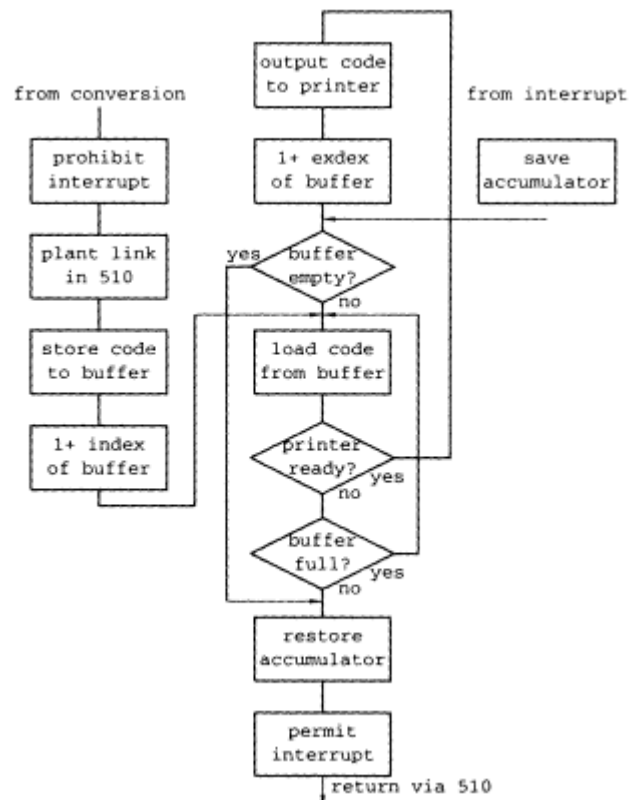 from conversion
prohibit
interrupt
plant link
in 510
store code
to buffer
1+ index
of buffer
output code
to printer
1+ exdex
of buffer
yes
buffer
empty?
no
load code
from buffer
printer
ready?
yes
no
buffer
full?
yes
no
restore
accumulator
permit
interrupt
return via 510
from interrupt
save
accumulator